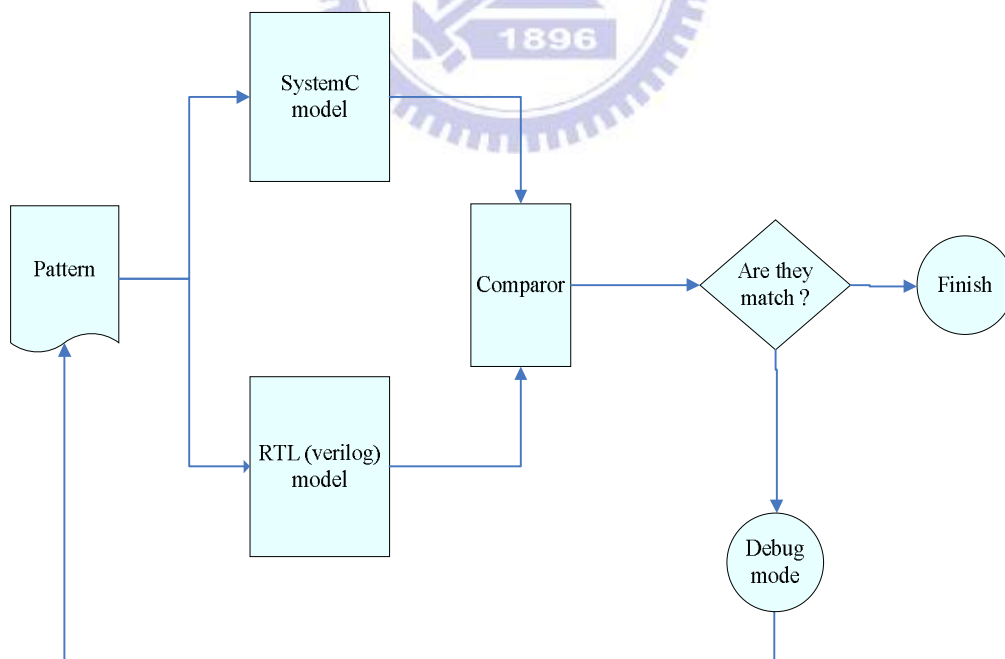 1896
SystemC
model
Pattern
Comparor
Are they
match ?
Finish
RTL (verilog)
model
Debug
mode